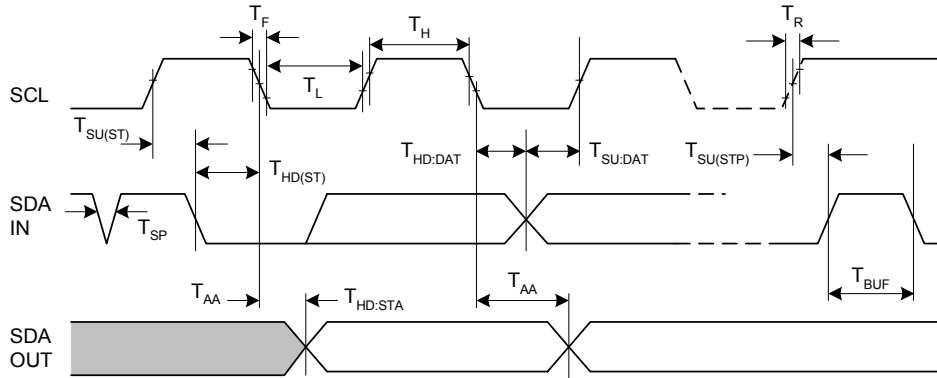 T_F
T_H
T_R
SCL
T_L
T_SU(ST)
T_HD:DAT
T_SU:DAT
T_SU(STP)
T_HD(ST)
SDA
IN
T_SP
T_AA
T_HD:STA
T_AA
T_BUF
SDA
OUT